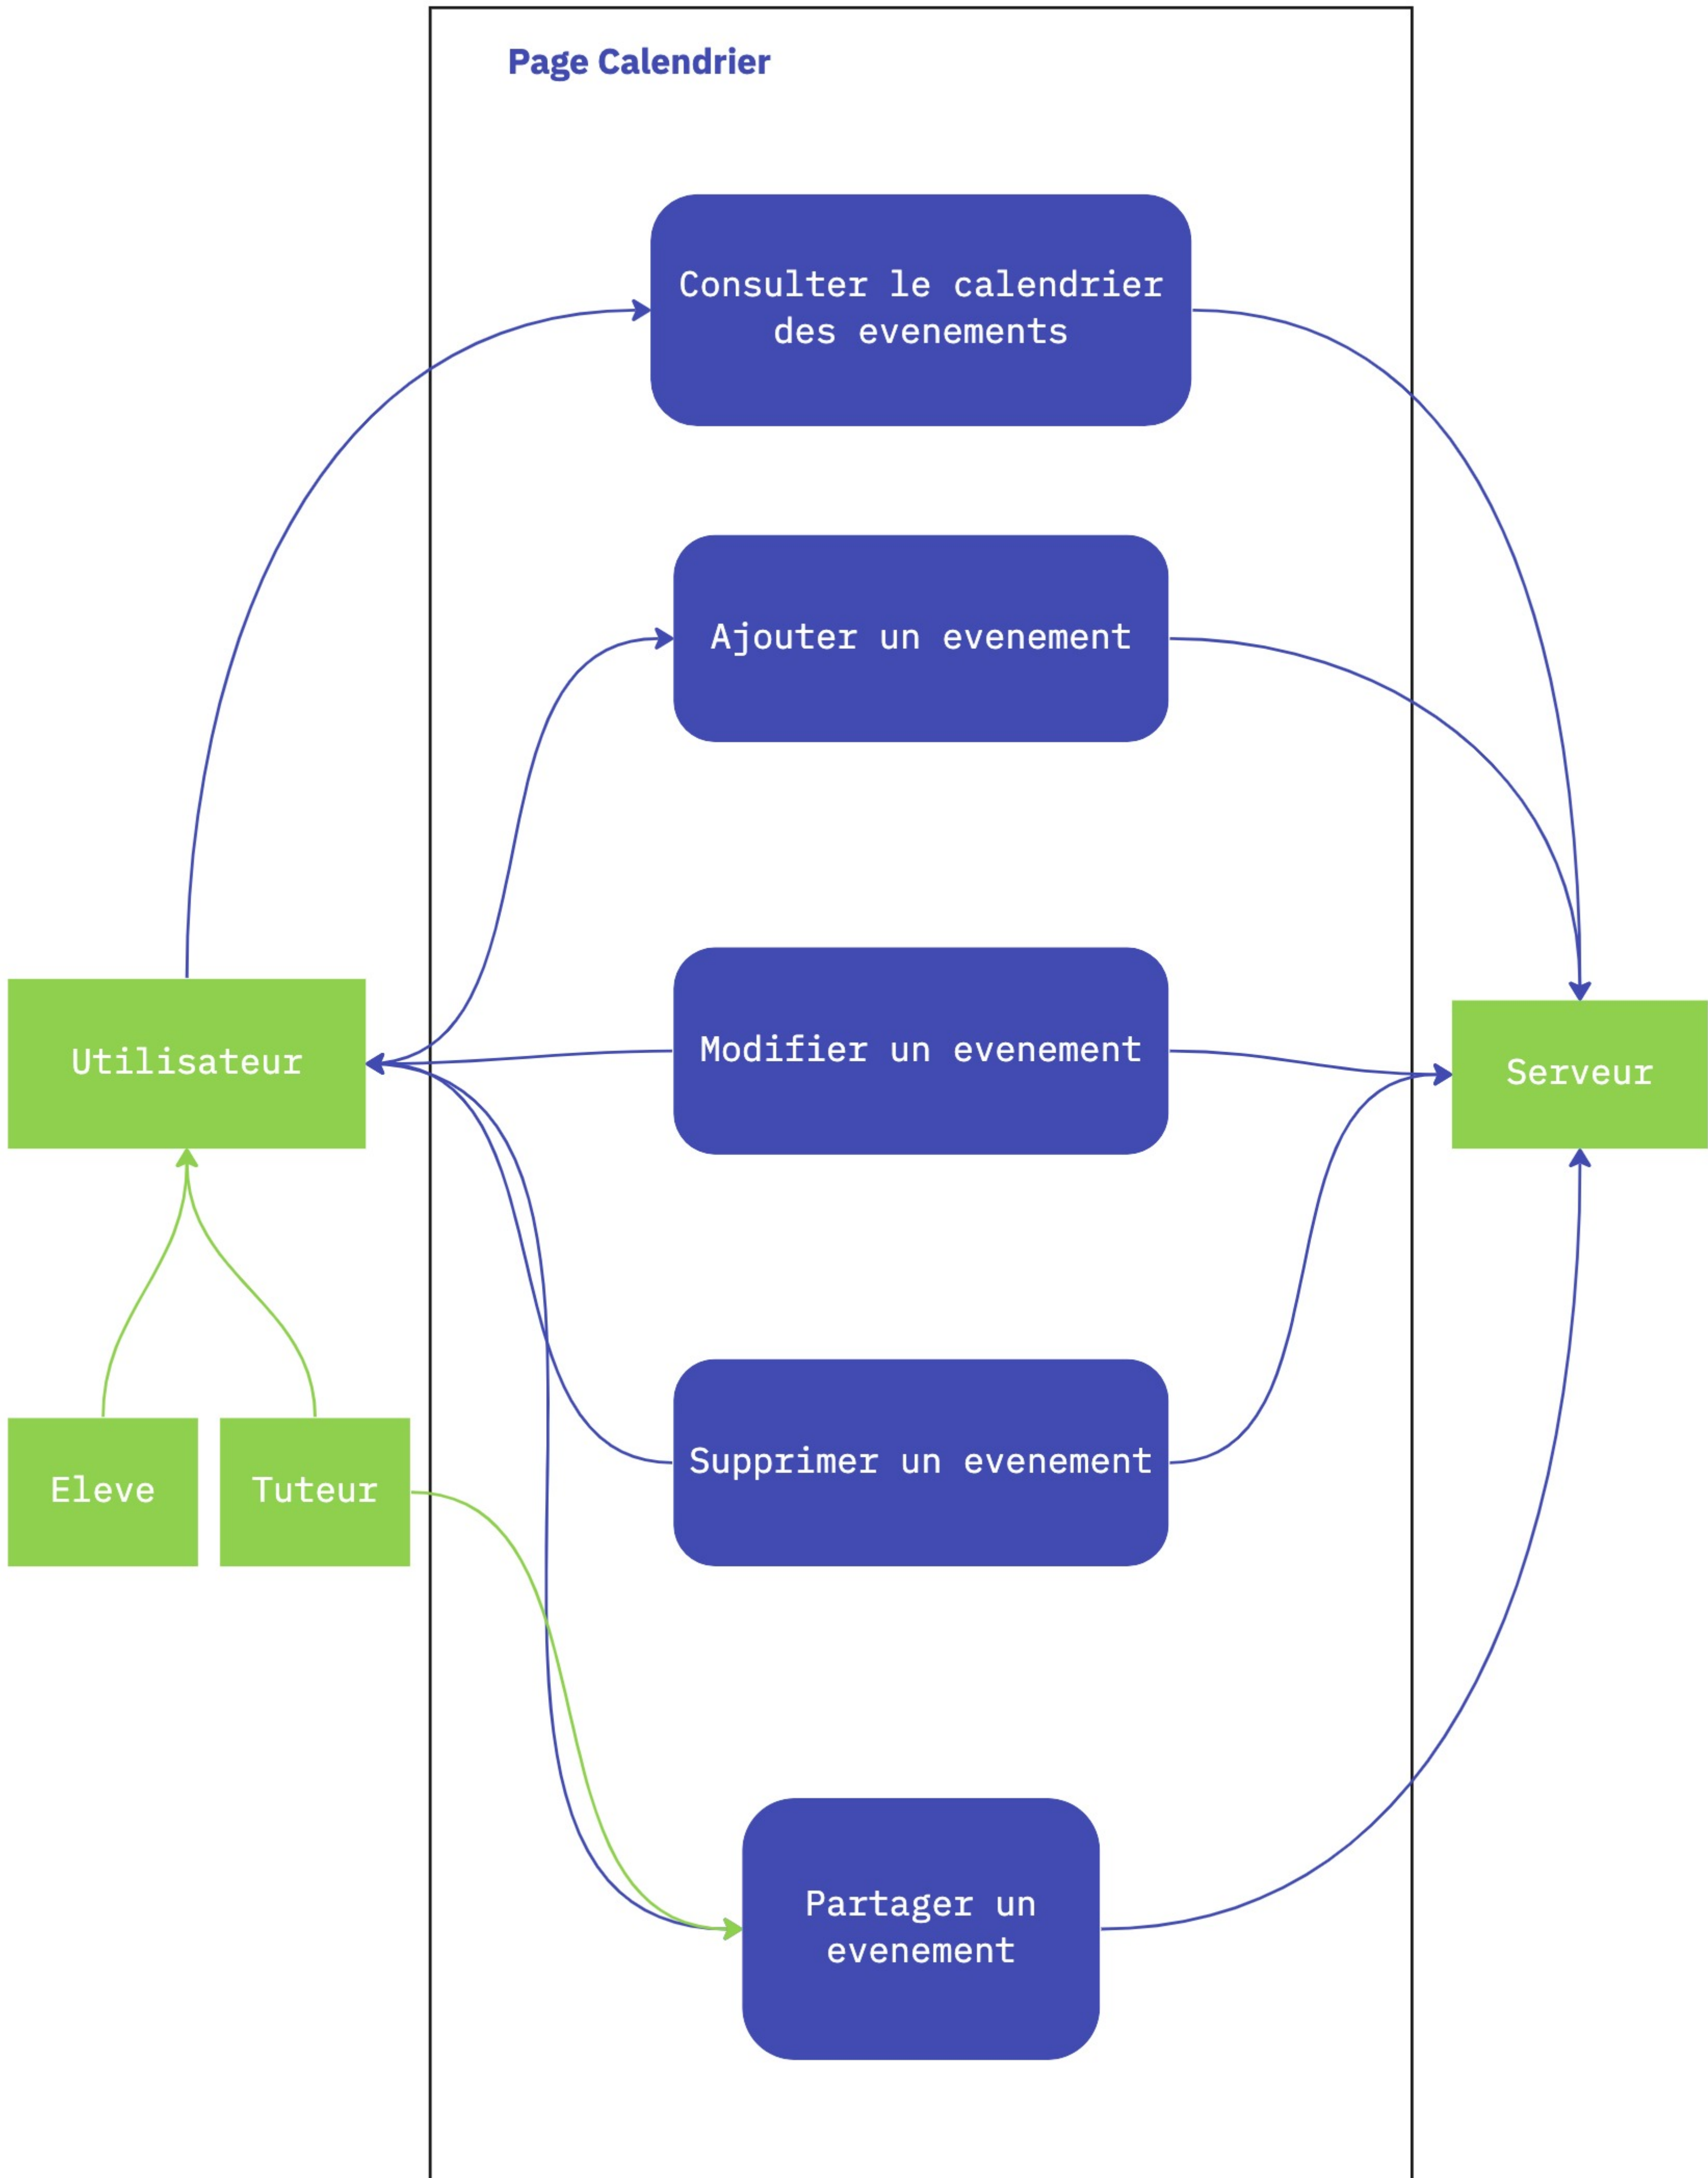 Page Calendrier
Consulter le calendrier
des evenements
Ajouter un evenement
Modifier un evenement
Utilisateur
Serveur
Supprimer un evenement
Eleve
Tuteur
Partager un
evenement